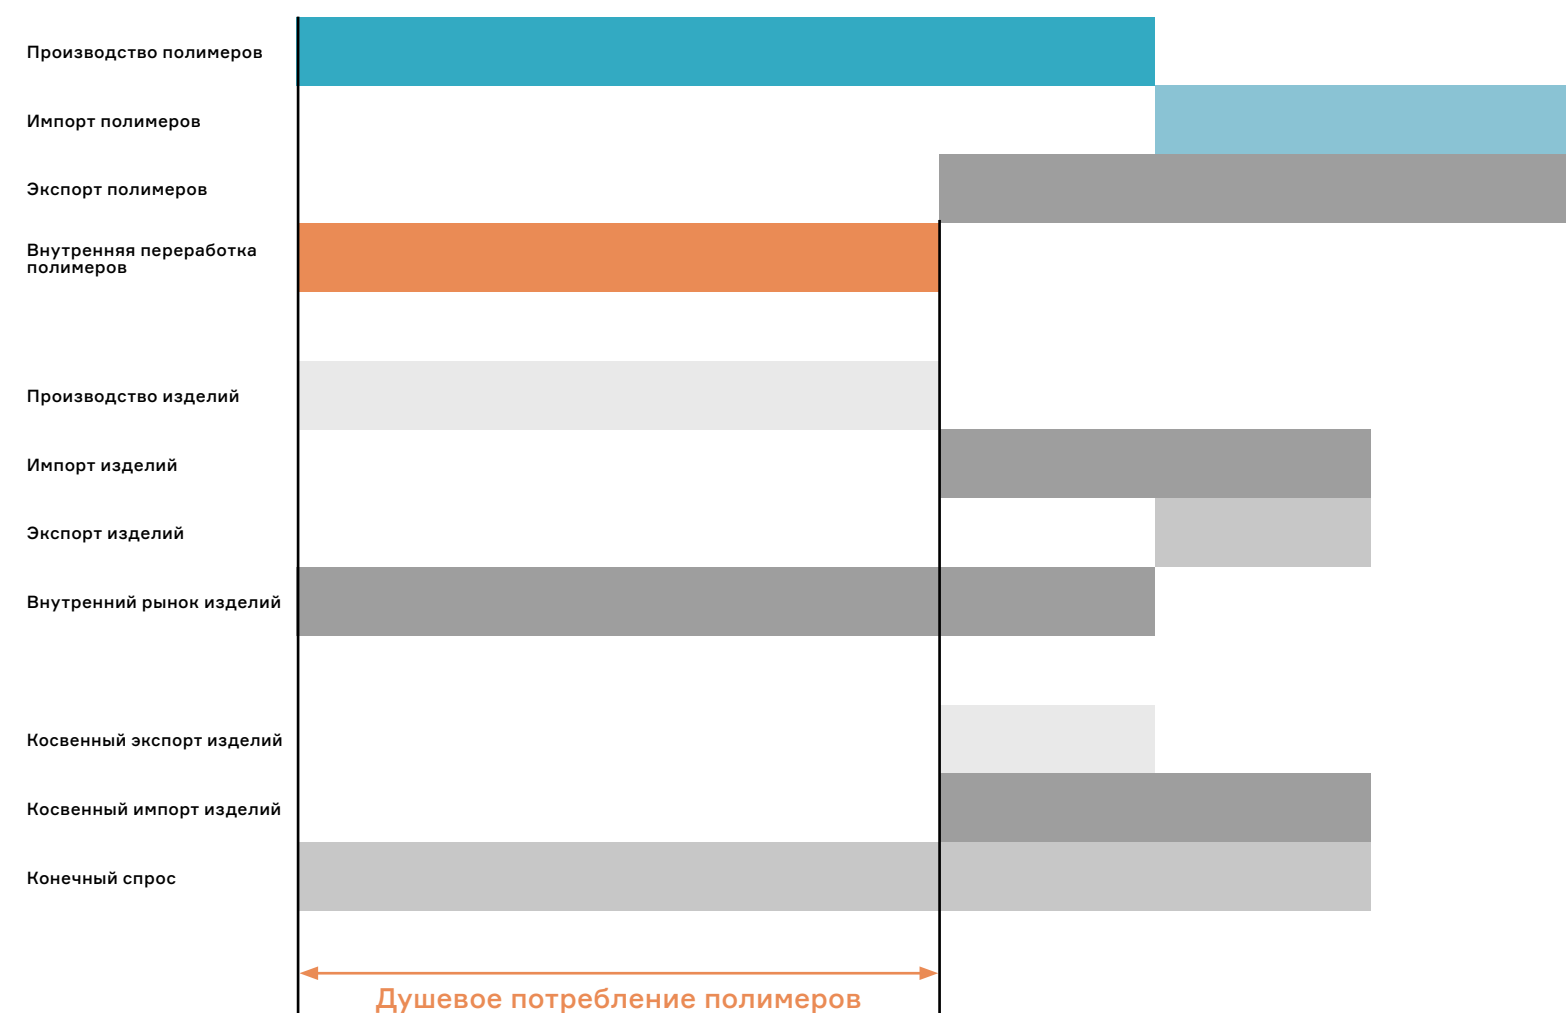 Производство полимеров
Импорт полимеров
Экспорт полимеров
Внутренняя переработка
полимеров
Производство изделий
Импорт изделий
Экспорт изделий
Внутренний рынок изделий
Косвенный экспорт изделий
Косвенный импорт изделий
Конечный спрос
Душевое потребление полимеров